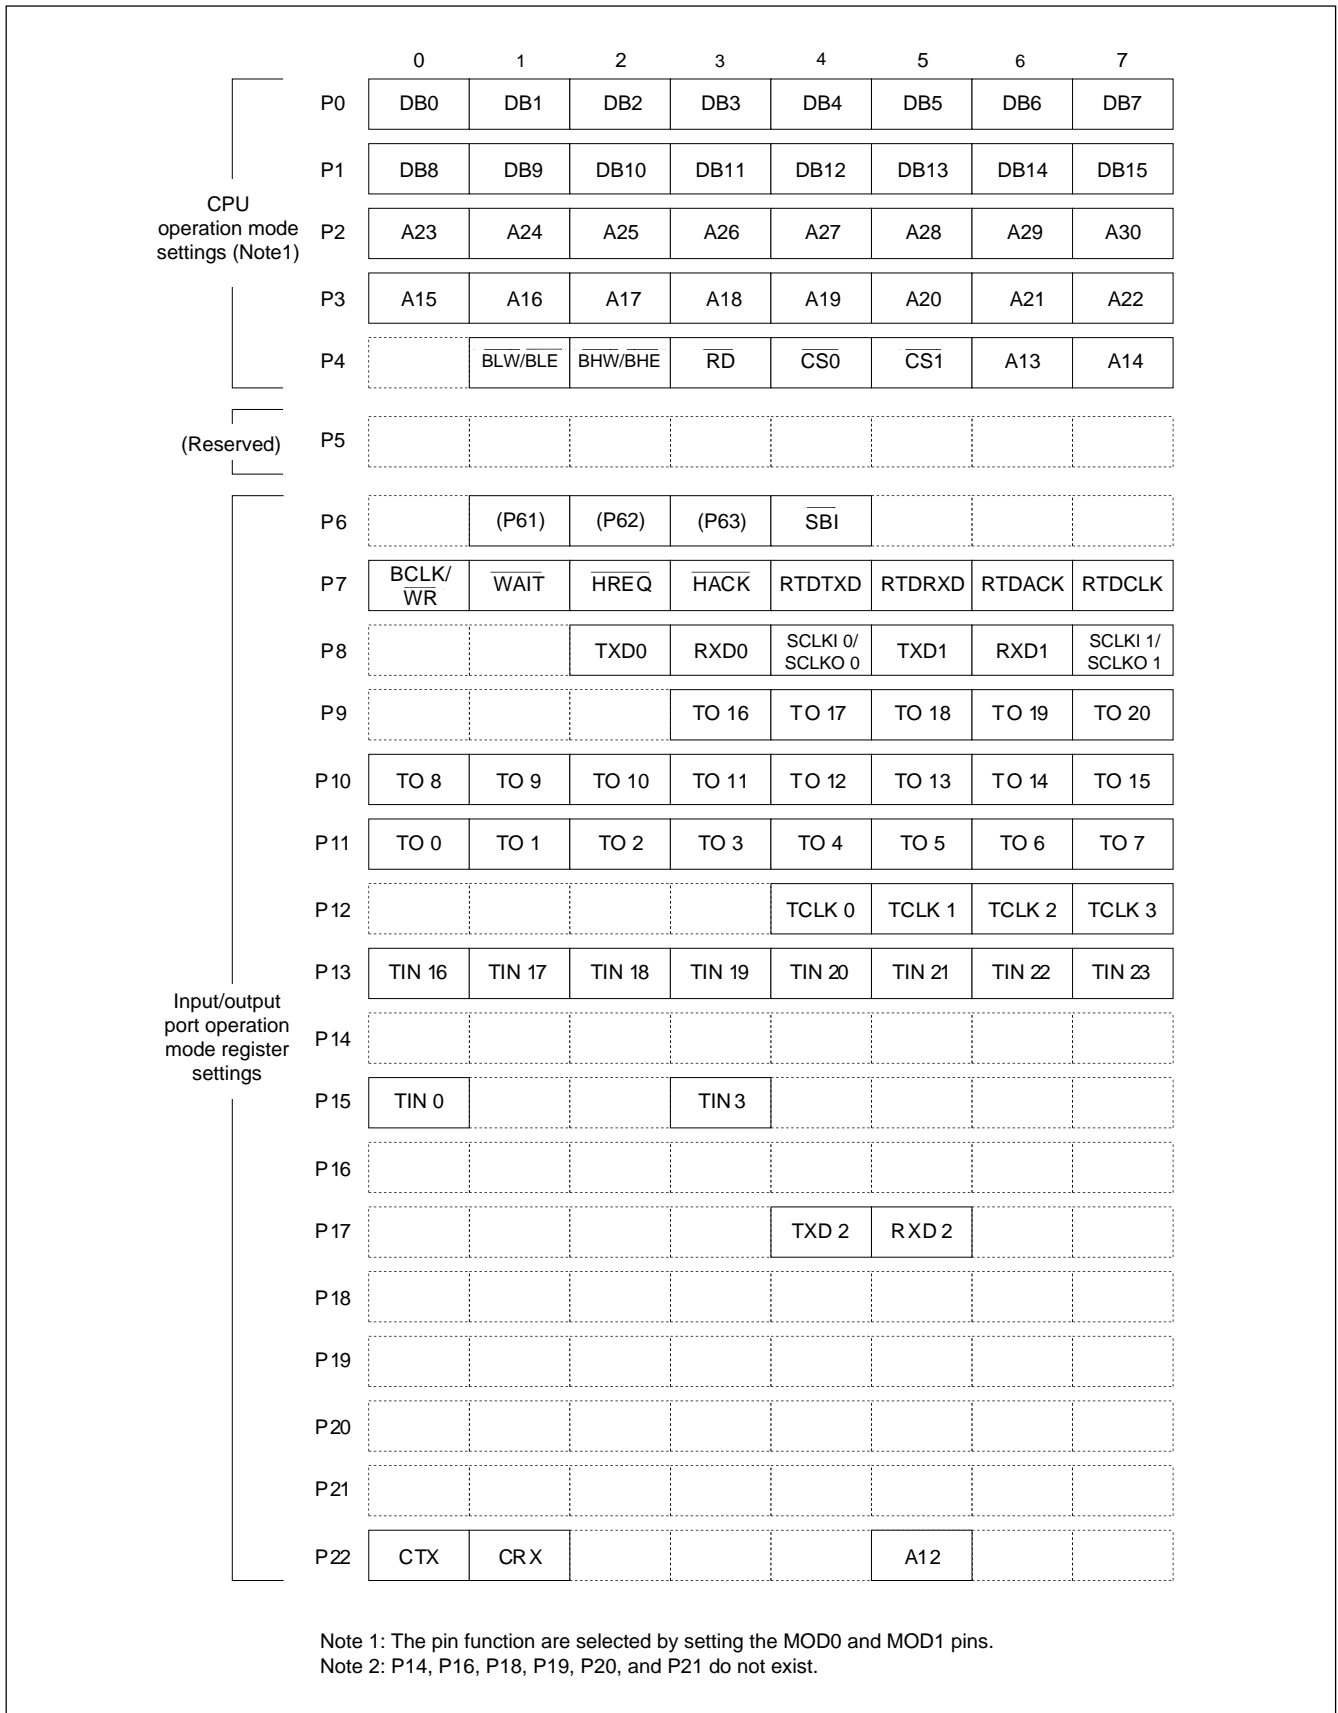 0 1 2 3 4 5 6 7
P0 DB0 DB1 DB2 DB3 DB4 DB5 DB6 DB7
P1 DB8 DB9 DB10 DB11 DB12 DB13 DB14 DB15
CPU
operation mode
settings (Note1)
P2 A23 A24 A25 A26 A27 A28 A29 A30
P3 A15 A16 A17 A18 A19 A20 A21 A22
P4 BLW/BLE BHW/BHE RD CS0 CS1 A13 A14
(Reserved) P5
P6 (P61) (P62) (P63) SBI
P7 BCLK/ WR WAIT HREQ HACK RTDTXD RTDRXD RTDACK RTDCLK
P8 TXD0 RXD0 SCLKI 0/ SCLKO 0 TXD1 RXD1 SCLKI 1/ SCLKO 1
P9 TO 16 TO 17 TO 18 TO 19 TO 20
P10 TO 8 TO 9 TO 10 TO 11 TO 12 TO 13 TO 14 TO 15
P11 TO 0 TO 1 TO 2 TO 3 TO 4 TO 5 TO 6 TO 7
P12 TCLK 0 TCLK 1 TCLK 2 TCLK 3
P13 TIN 16 TIN 17 TIN 18 TIN 19 TIN 20 TIN 21 TIN 22 TIN 23
Input/output
port operation
mode register
settings
P14
P15 TIN 0 TIN 3
P16
P17 TXD 2 RXD 2
P18
P19
P20
P21
P22 CTX CRX A12
Note 1: The pin function are selected by setting the MOD0 and MOD1 pins.
Note 2: P14, P16, P18, P19, P20, and P21 do not exist.